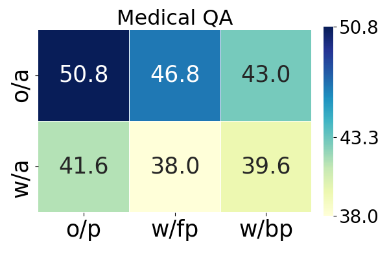 Medical QA
o/a 50.8 46.8 43.0
w/a 41.6 38.0 39.6
o/p w/fp w/bp
50.8
43.3
38.0